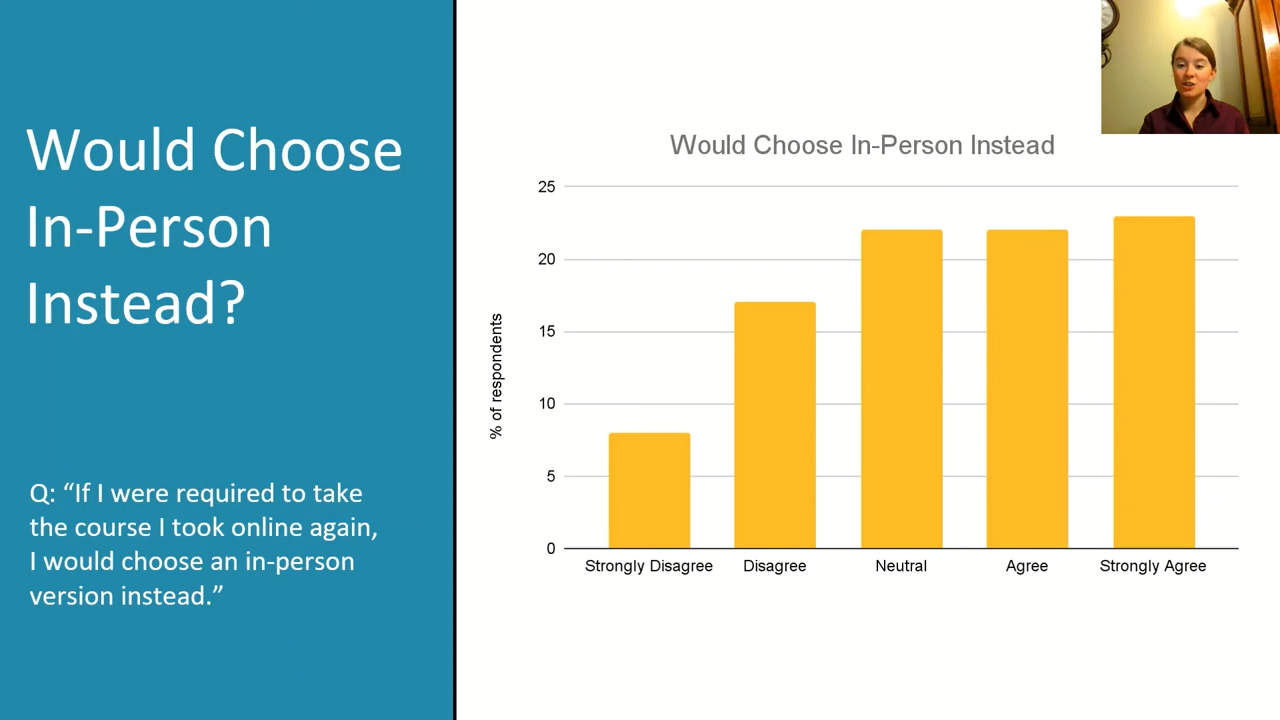 Would Choose
In-Person
Instead?
Q: “If I were required to take
the course I took online again,
I would choose an in-person
version instead.”
Would Choose In-Person Instead
% of respondents
25
20
15
10
5
0
Strongly Disagree
Disagree
Neutral
Agree
Strongly Agree